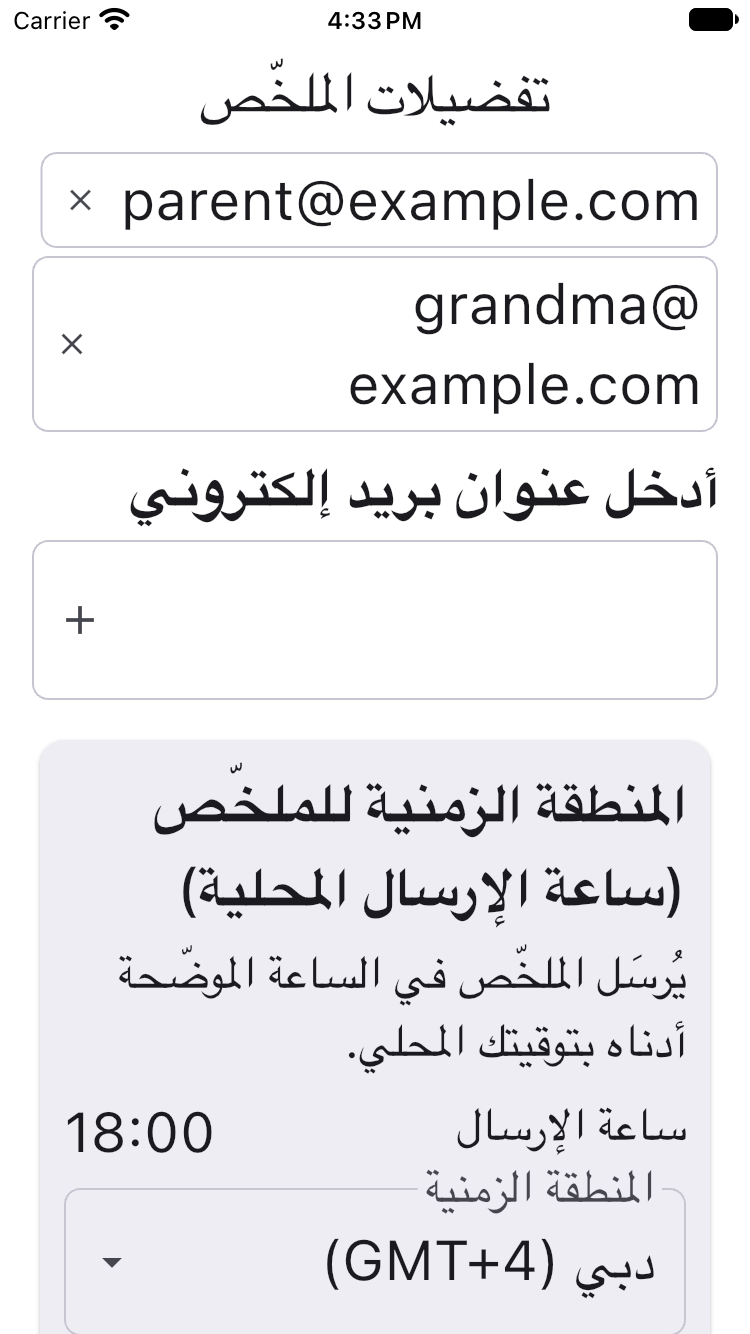 Carrier 4:33 PM
تفضيلات الملخّص
parent@example.com ×
grandma@
example.com ×
أدخل عنوان بريد إلكتروني
+
المنطقة الزمنية للملخّص
(ساعة الإرسال المحلية)
يُرسَل الملخّص في الساعة الموضّحة
أدناه بتوقيتك المحلي.
ساعة الإرسال 18:00
المنطقة الزمنية
دبي (GMT+4)